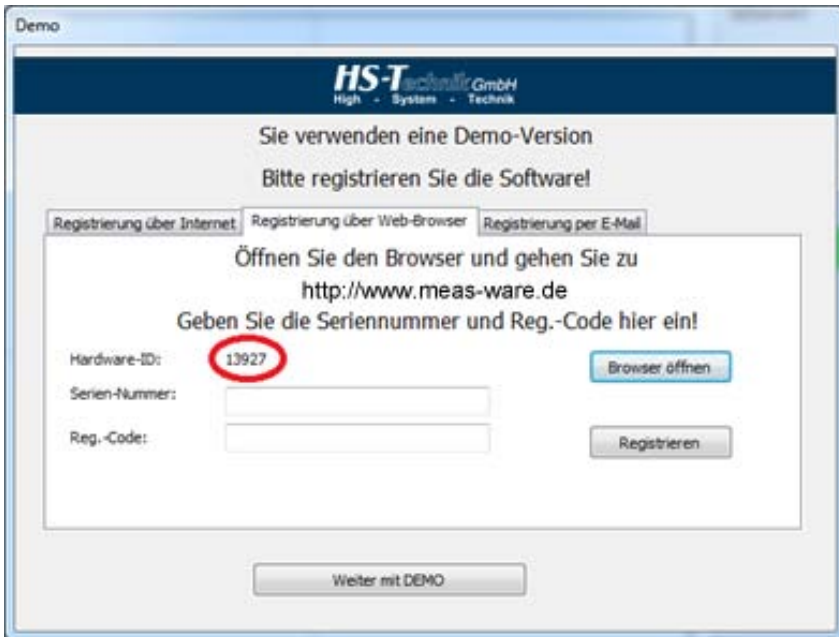 Demo
HS-Technik GmbH
High - System - Technik
Sie verwenden eine Demo-Version
Bitte registrieren Sie die Software!
Registrierung über Internet Registrierung über Web-Browser Registrierung per E-Mail
Öffnen Sie den Browser und gehen Sie zu
http://www.meas-ware.de
Geben Sie die Seriennummer und Reg.-Code hier ein!
Hardware-ID: 13927 Browser öffnen
Serien-Nummer:
Reg.-Code: Registrieren
Weiter mit DEMO